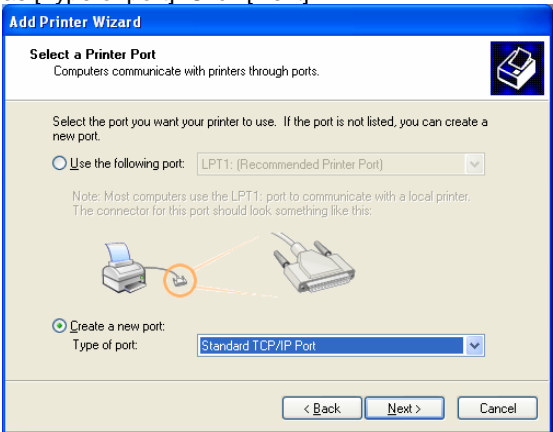 Add Printer Wizard
Select a Printer Port
Computers communicate with printers through ports.
Select the port you want your printer to use.  If the port is not listed, you can create a
new port.
Use the following port: LPT1: (Recommended Printer Port)
Note: Most computers use the LPT1: port to communicate with a local printer.
The connector for this port should look something like this:
Create a new port:
Type of port: Standard TCP/IP Port
< Back Next > Cancel